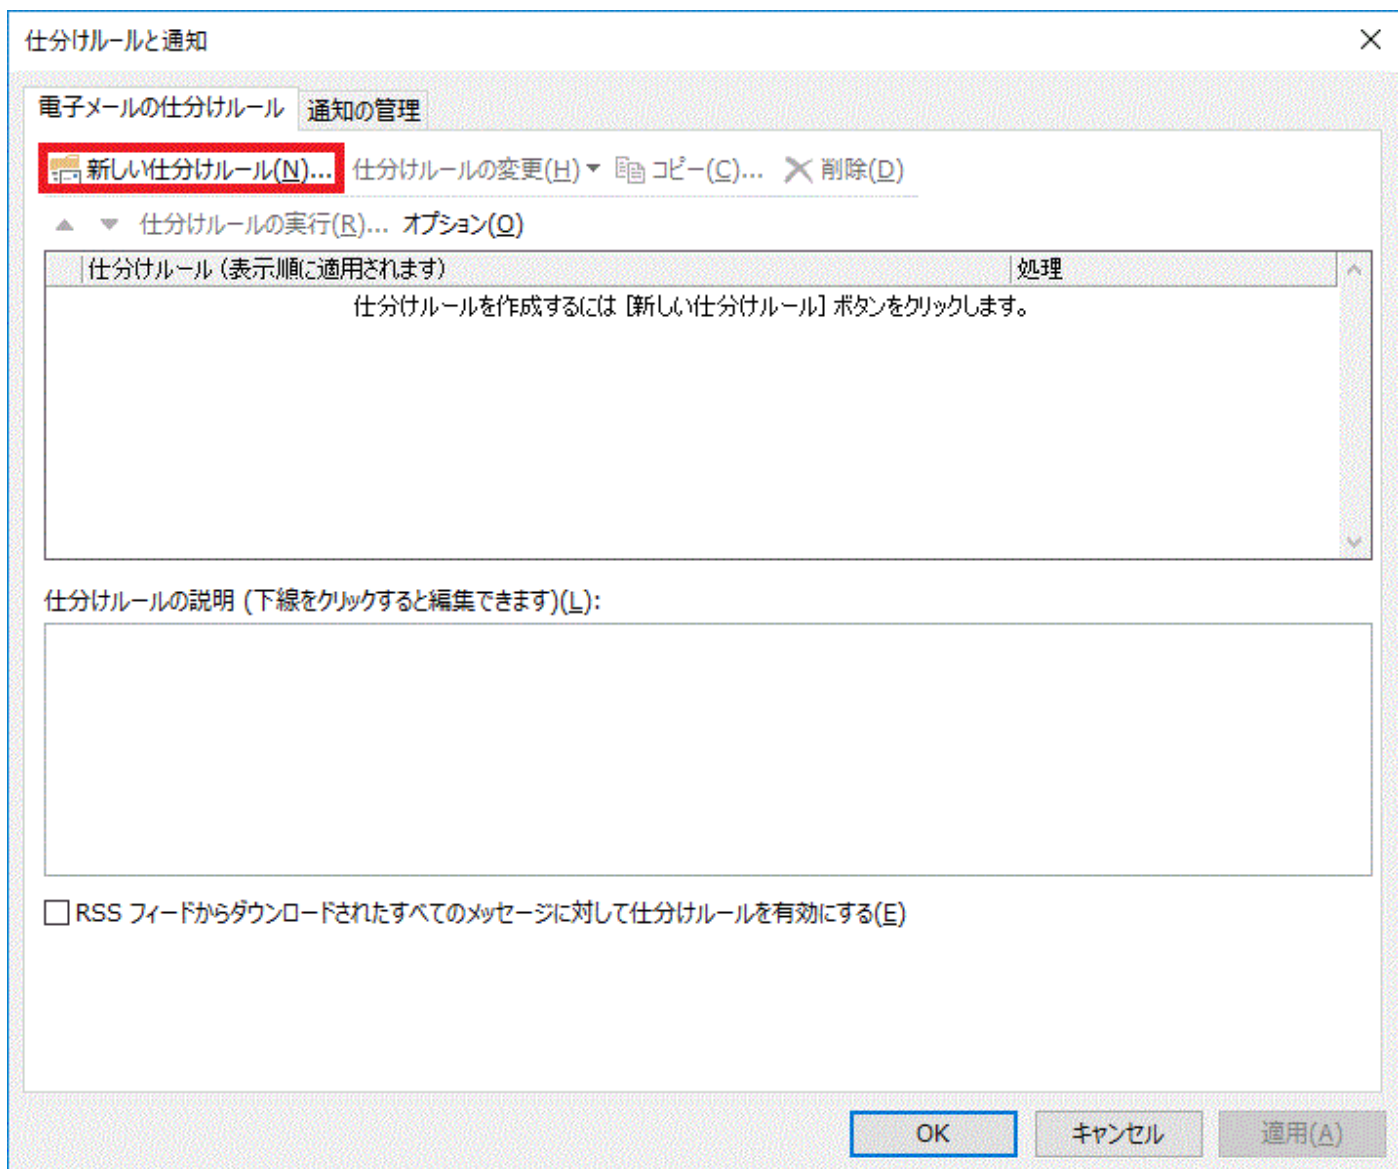 仕分けルールと通知
電子メールの仕分けルール 通知の管理
新しい仕分けルール(N)... 仕分けルールの変更(H) コピー(C)... 削除(D)
仕分けルールの実行(R)... オプション(O)
仕分けルール (表示順に適用されます) 処理
仕分けルールを作成するには [新しい仕分けルール] ボタンをクリックします。
仕分けルールの説明 (下線をクリックすると編集できます)(L):
RSS フィードからダウンロードされたすべてのメッセージに対して仕分けルールを有効にする(E)
OK キャンセル 適用(A)